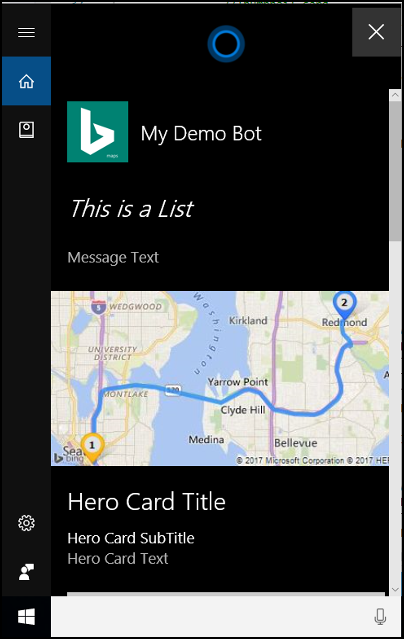 maps
My Demo Bot
This is a List
Message Text
WEDGWOOD
5
Washington
Kirkland
2
Redmond
UNIVERSITY
DISTRICT
MONTLAKE
520
Yarrow Point
Clyde Hill
Medina
Bellevue
1
Sea
bing
© 2017 Microsoft Corporation © 2017 HER
Hero Card Title
Hero Card SubTitle
Hero Card Text